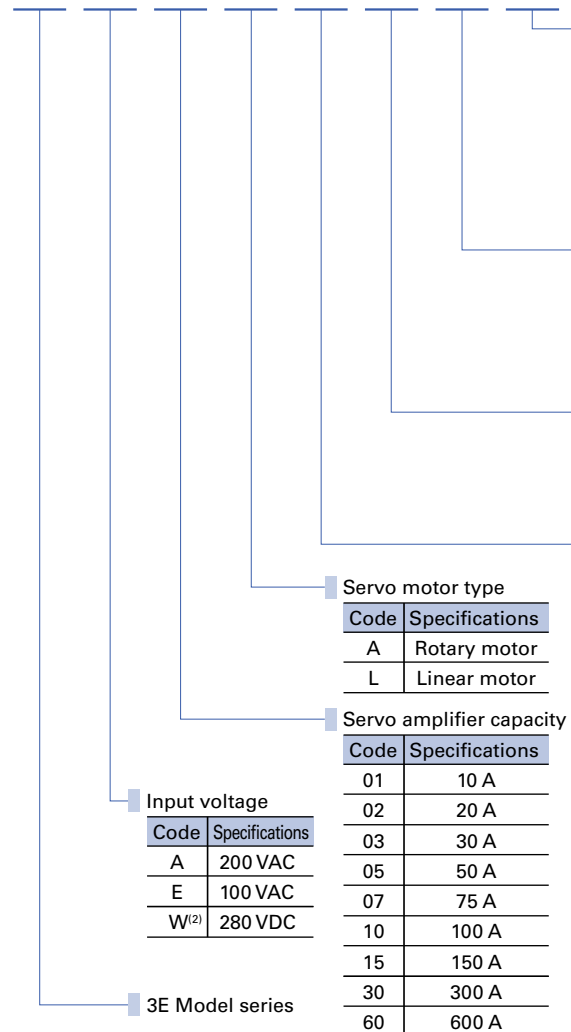 Servo motor type
Code Specifications
A Rotary motor
L Linear motor
Servo amplifier capacity
Code Specifications
01 10 A
02 20 A
03 30 A
05 50 A
07 75 A
10 100 A
15 150 A
30 300 A
60 600 A
Input voltage
Code Specifications
A 200 VAC
E 100 VAC
W(2) 280 VDC
3E Model series